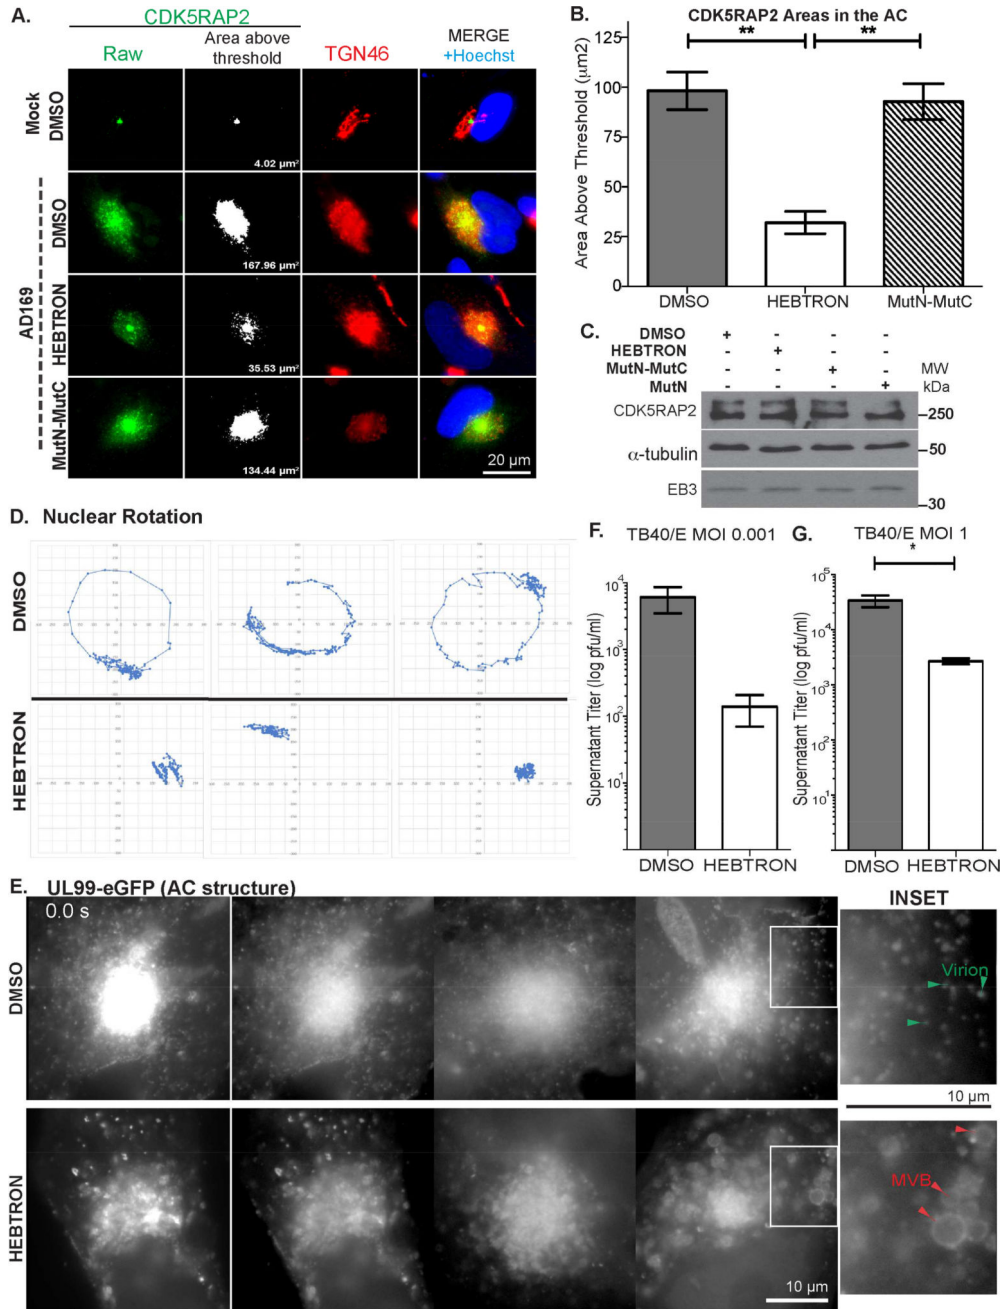 A.
CDK5RAP2
Raw
Area above
threshold
TGN46
MERGE
+Hoechst
Mock
DMSO
4.02 µm²
AD169
DMSO
167.96 µm²
HEBTRON
35.53 µm²
MutN-MutC
134.44 µm²
20 µm
B.
CDK5RAP2 Areas in the AC
** **
Area Above Threshold (µm2)
125
100
75
50
25
0
DMSO HEBTRON MutN-MutC
C.
DMSO + - - -
HEBTRON - + - -
MutN-MutC - - + - MW
MutN - - - + kDa
CDK5RAP2 -250
α-tubulin -50
EB3
-30
D. Nuclear Rotation
DMSO
HEBTRON
F. TB40/E MOI 0.001
Supernatant Titer (log pfu/ml)
10⁴
10³
10²
10¹
DMSO HEBTRON
G. TB40/E MOI 1
*
Supernatant Titer (log pfu/ml)
10⁵
10⁴
10³
10²
10¹
DMSO HEBTRON
E. UL99-eGFP (AC structure)
INSET
0.0 s
DMSO
Virion
10 µm
HEBTRON
MVB
10 µm